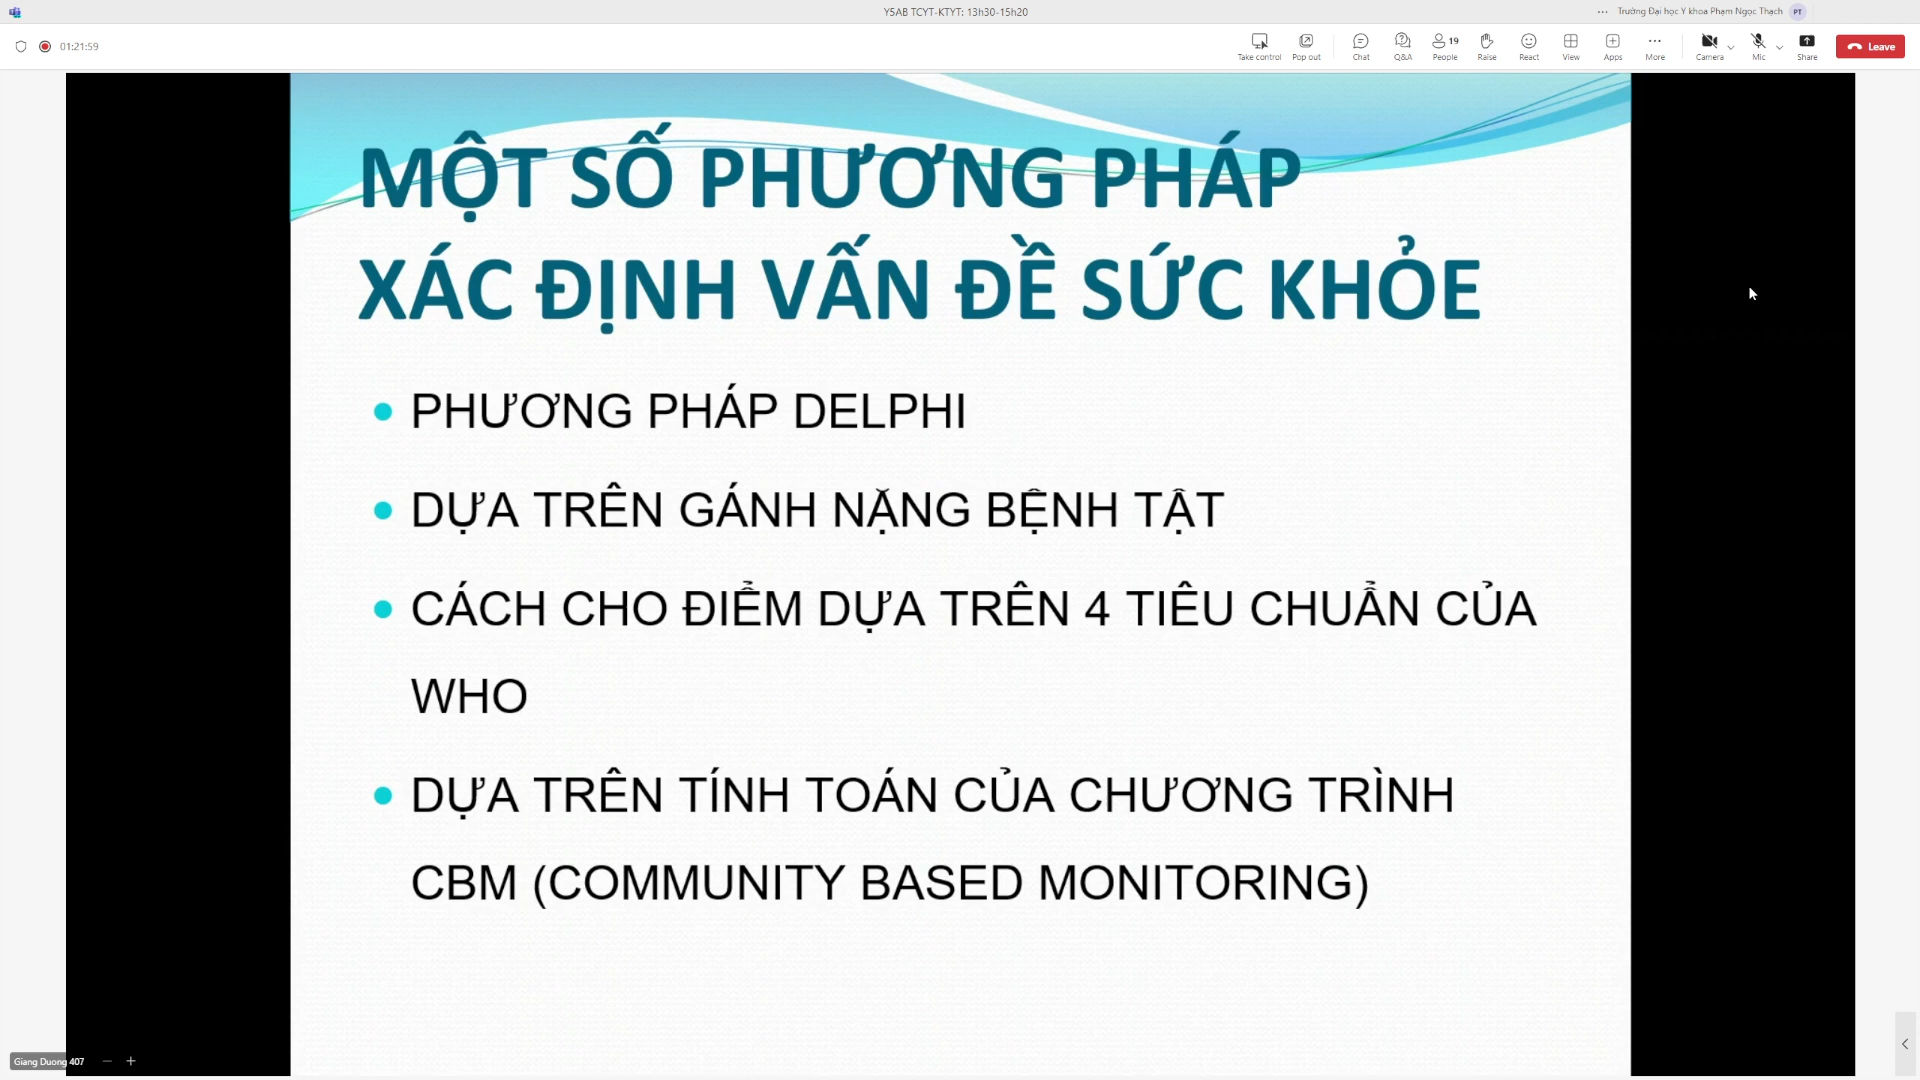 Y5AB TCYT-KTYT: 13h30-15h20
Trường Đại học Y khoa Phạm Ngọc Thạch PT
01:21:59
Take control
Pop out
Chat
Q&A
19
People
Raise
React
View
Apps
More
Camera
Mic
Share
Leave
MỘT SỐ PHƯƠNG PHÁP
XÁC ĐỊNH VẤN ĐỀ SỨC KHỎE
• PHƯƠNG PHÁP DELPHI
• DỰA TRÊN GÁNH NẶNG BỆNH TẬT
• CÁCH CHO ĐIỂM DỰA TRÊN 4 TIÊU CHUẨN CỦA
WHO
• DỰA TRÊN TÍNH TOÁN CỦA CHƯƠNG TRÌNH
CBM (COMMUNITY BASED MONITORING)
Giang Duong 407